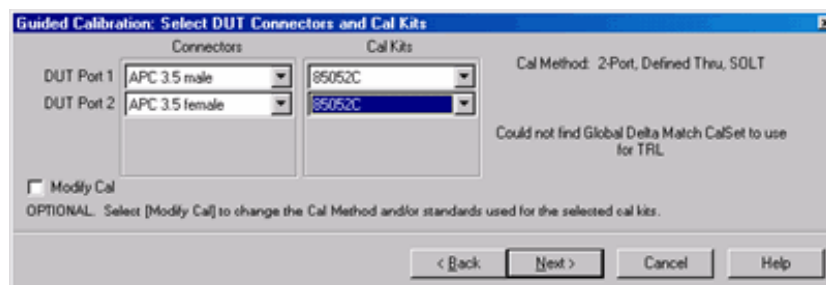 Guided Calibration: Select DUT Connectors and Cal Kits
Connectors Cal Kits
DUT Port 1 APC 3.5 male 85052C
DUT Port 2 APC 3.5 female 85052C
Cal Method: 2-Port, Defined Thru, SOLT
Could not find Global Delta Match CalSet to use
for TRL
Modify Cal
OPTIONAL. Select [Modify Cal] to change the Cal Method and/or standards used for the selected cal kits.
< Back Next > Cancel Help